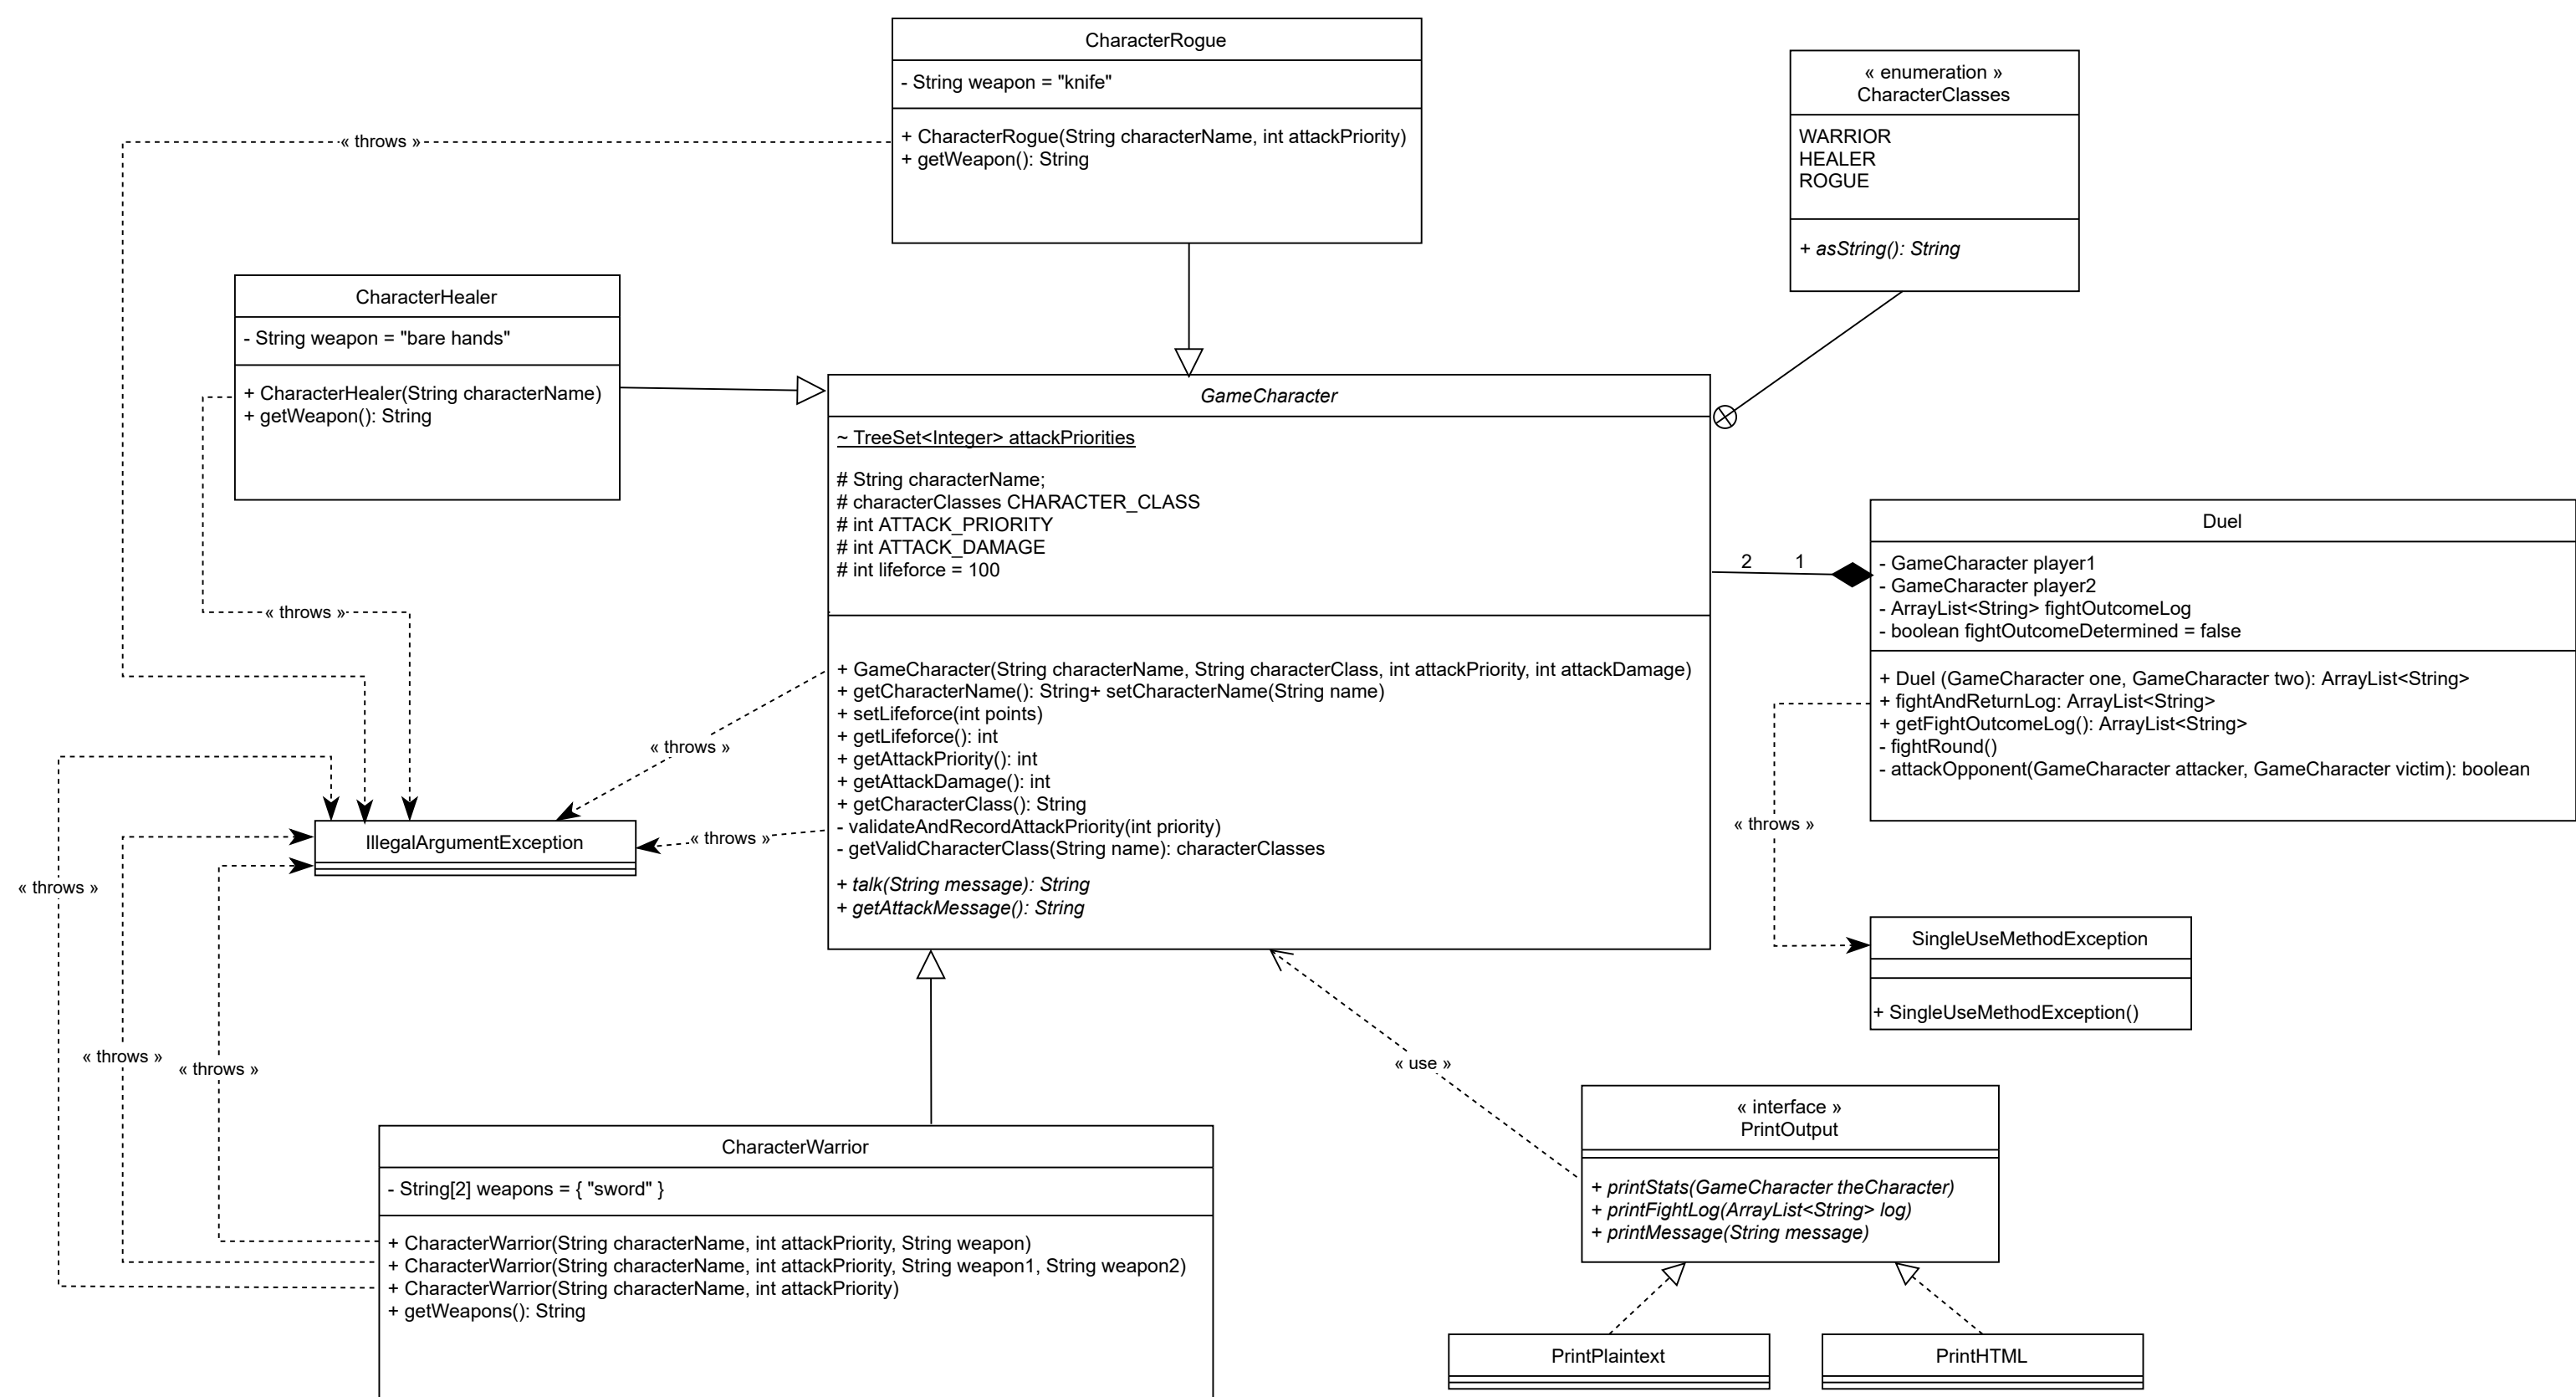 CharacterRogue
- String weapon = "knife"
+ CharacterRogue(String characterName, int attackPriority)
+ getWeapon(): String
« enumeration »
CharacterClasses
WARRIOR
HEALER
ROGUE
+ asString(): String
« throws »
CharacterHealer
- String weapon = "bare hands"
+ CharacterHealer(String characterName)
+ getWeapon(): String
« throws »
GameCharacter
~ TreeSet<Integer> attackPriorities
# String characterName;
# characterClasses CHARACTER_CLASS
# int ATTACK_PRIORITY
# int ATTACK_DAMAGE
# int lifeforce = 100
+ GameCharacter(String characterName, String characterClass, int attackPriority, int attackDamage)
+ getCharacterName(): String+ setCharacterName(String name)
+ setLifeforce(int points)
+ getLifeforce(): int
+ getAttackPriority(): int
+ getAttackDamage(): int
+ getCharacterClass(): String
- validateAndRecordAttackPriority(int priority)
- getValidCharacterClass(String name): characterClasses
+ talk(String message): String
+ getAttackMessage(): String
2 1
Duel
- GameCharacter player1
- GameCharacter player2
- ArrayList<String> fightOutcomeLog
- boolean fightOutcomeDetermined = false
+ Duel (GameCharacter one, GameCharacter two): ArrayList<String>
+ fightAndReturnLog: ArrayList<String>
+ getFightOutcomeLog(): ArrayList<String>
- fightRound()
- attackOpponent(GameCharacter attacker, GameCharacter victim): boolean
« throws »
« throws »
« throws »
IllegalArgumentException
« throws »
« throws »
« throws »
SingleUseMethodException
+ SingleUseMethodException()
« use »
« interface »
PrintOutput
+ printStats(GameCharacter theCharacter)
+ printFightLog(ArrayList<String> log)
+ printMessage(String message)
CharacterWarrior
- String[2] weapons = { "sword" }
+ CharacterWarrior(String characterName, int attackPriority, String weapon)
+ CharacterWarrior(String characterName, int attackPriority, String weapon1, String weapon2)
+ CharacterWarrior(String characterName, int attackPriority)
+ getWeapons(): String
PrintPlaintext
PrintHTML